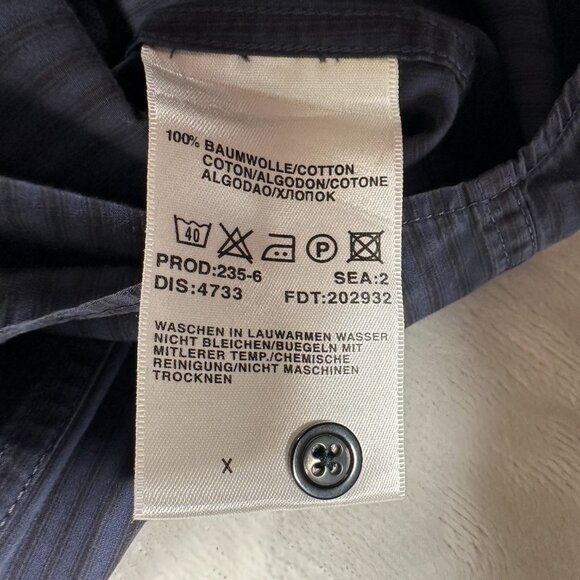 100% BAUMWOLLE/COTTON
COTON/ALGODON/COTONE
ALGODAO/ХЛОПОК
40 P
PROD:235-6 SEA:2
DIS:4733 FDT:202932
WASCHEN IN LAUWARMEN WASSER
NICHT BLEICHEN/BUEGELN MIT
MITLERER TEMP./CHEMISCHE
REINIGUNG/NICHT MASCHINEN
TROCKNEN
X